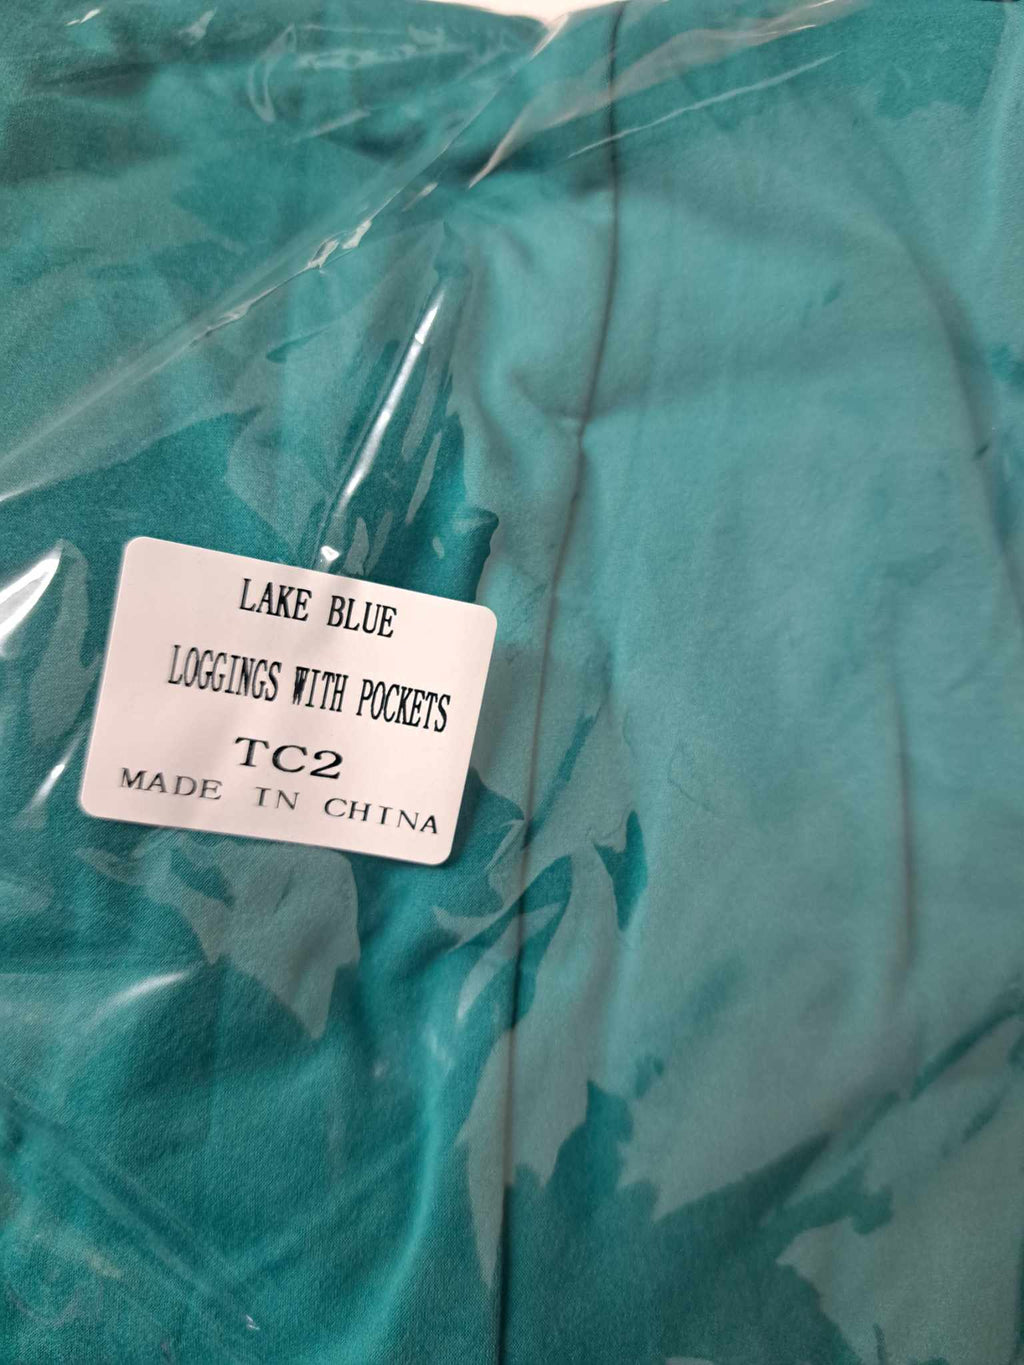 LAKE BLUE
LOGGINGS WITH POCKETS
TC2
MADE IN CHINA